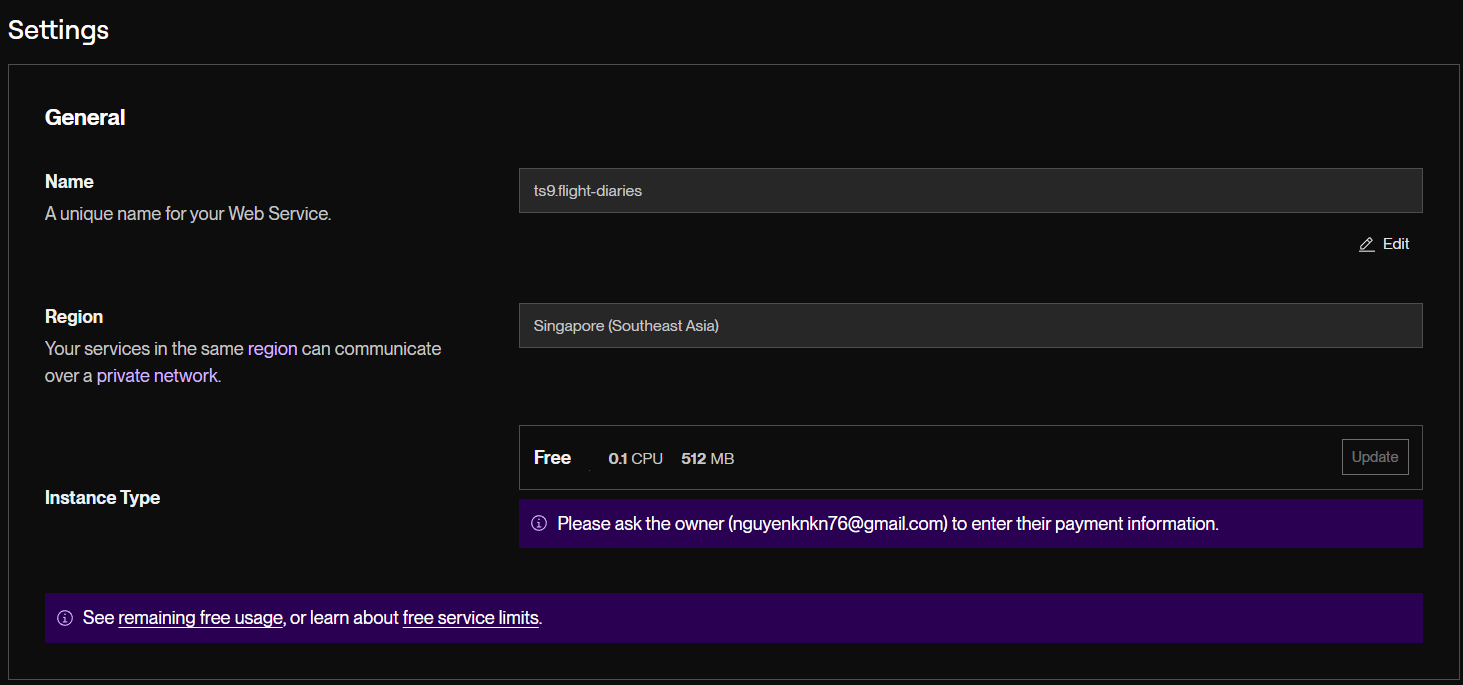 Settings
General
Name
A unique name for your Web Service.
ts9.flight-diaries
Edit
Region
Your services in the same region can communicate
over a private network.
Singapore (Southeast Asia)
Instance Type
Free 0.1 CPU 512 MB
Update
Please ask the owner (nguyenknkn76@gmail.com) to enter their payment information.
See remaining free usage, or learn about free service limits.